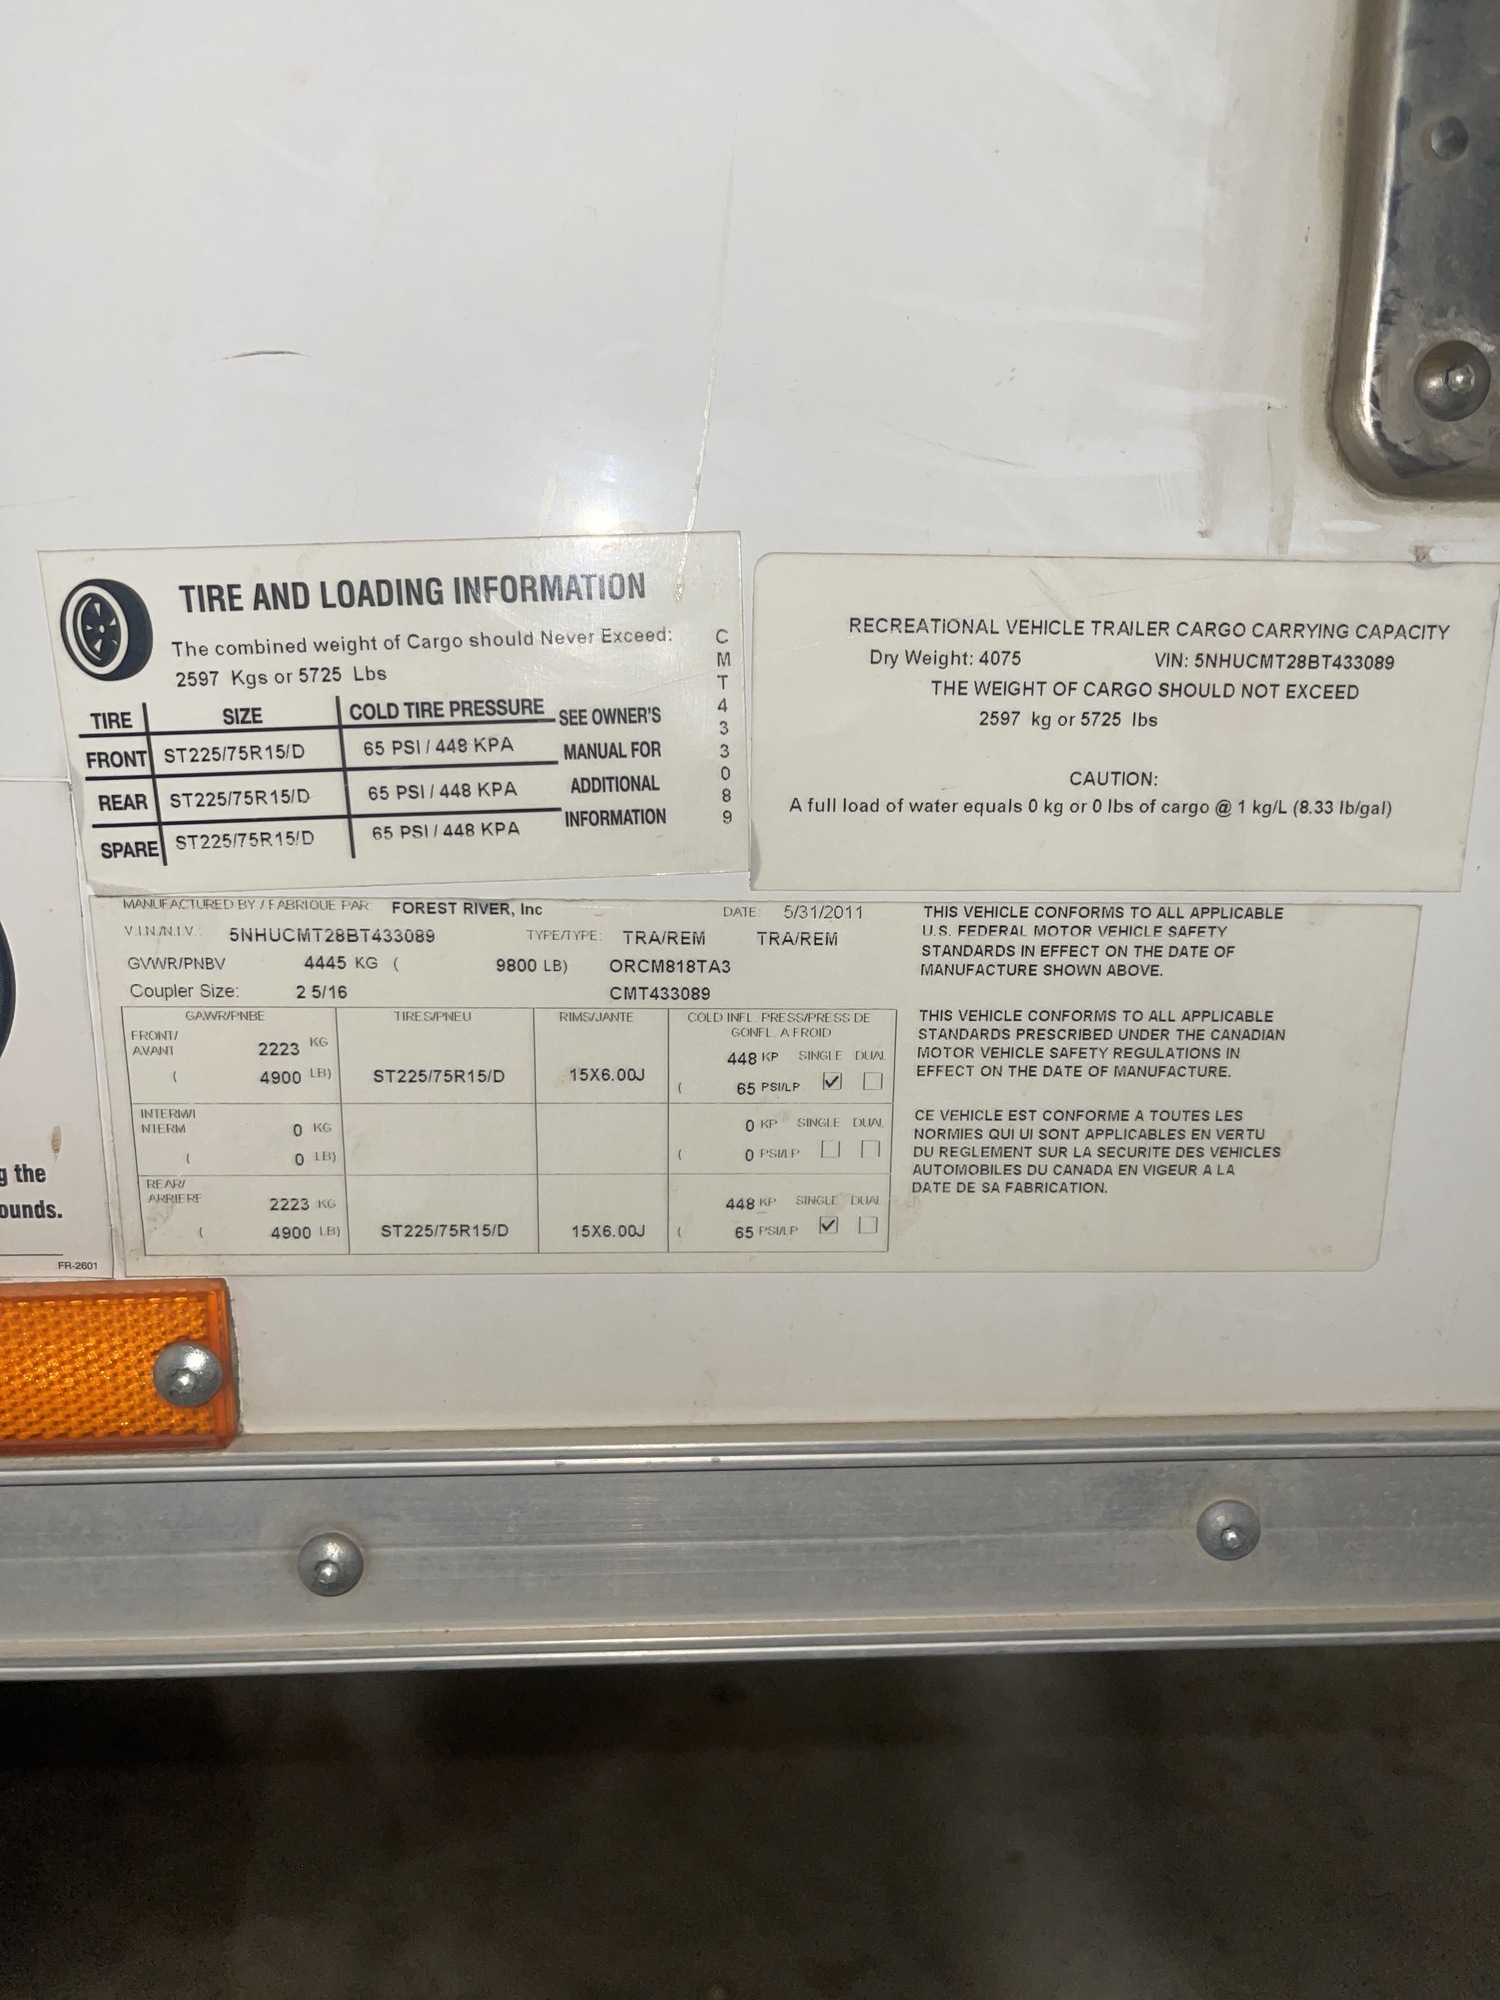 TIRE AND LOADING INFORMATION
The combined weight of Cargo should Never Exceed:
2597 Kgs or 5725 Lbs
TIRE SIZE COLD TIRE PRESSURE SEE OWNER'S
FRONT ST225/75R15/D 65 PSI / 448 KPA MANUAL FOR
REAR ST225/75R15/D 65 PSI / 448 KPA ADDITIONAL
SPARE ST225/75R15/D 65 PSI / 448 KPA INFORMATION
CMT433089
RECREATIONAL VEHICLE TRAILER CARGO CARRYING CAPACITY
Dry Weight: 4075 VIN: 5NHUCMT28BT433089
THE WEIGHT OF CARGO SHOULD NOT EXCEED
2597 kg or 5725 lbs
CAUTION:
A full load of water equals 0 kg or 0 lbs of cargo @ 1 kg/L (8.33 lb/gal)
MANUFACTURED BY / FABRIQUE PAR: FOREST RIVER, Inc DATE: 5/31/2011
V.I.N./N.I.V.: 5NHUCMT28BT433089 TYPE/TYPE: TRA/REM TRA/REM
GVWR/PNBV 4445 KG ( 9800 LB) ORCM818TA3
Coupler Size: 2 5/16 CMT433089
GAWR/PNBE TIRES/PNEU RIMS/JANTE COLD INFL. PRESS/PRESS DE
GONFL. A FROID
FRONT/
AVANT 2223 KG 448 KP SINGLE DUAL
( 4900 LB) ST225/75R15/D 15X6.00J ( 65 PSI/LP
INTERM/I
NTERM 0 KG 0 KP SINGLE DUAL
( 0 LB) ( 0 PSI/LP
REAR/
ARRIERE 2223 KG 448 KP SINGLE DUAL
( 4900 LB) ST225/75R15/D 15X6.00J ( 65 PSI/LP
THIS VEHICLE CONFORMS TO ALL APPLICABLE
U.S. FEDERAL MOTOR VEHICLE SAFETY
STANDARDS IN EFFECT ON THE DATE OF
MANUFACTURE SHOWN ABOVE.
THIS VEHICLE CONFORMS TO ALL APPLICABLE
STANDARDS PRESCRIBED UNDER THE CANADIAN
MOTOR VEHICLE SAFETY REGULATIONS IN
EFFECT ON THE DATE OF MANUFACTURE.
CE VEHICLE EST CONFORME A TOUTES LES
NORMIES QUI UI SONT APPLICABLES EN VERTU
DU REGLEMENT SUR LA SECURITE DES VEHICLES
AUTOMOBILES DU CANADA EN VIGEUR A LA
DATE DE SA FABRICATION.
g the
ounds.
FR-2601